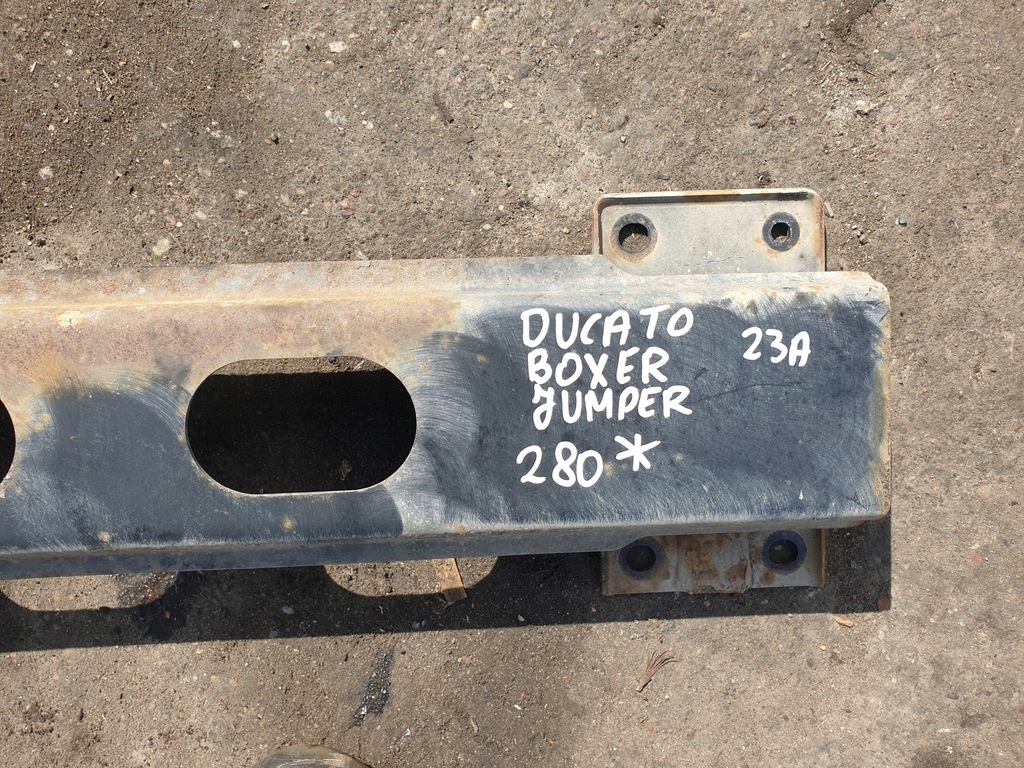 DUCATO 23A
BOXER
JUMPER
280*